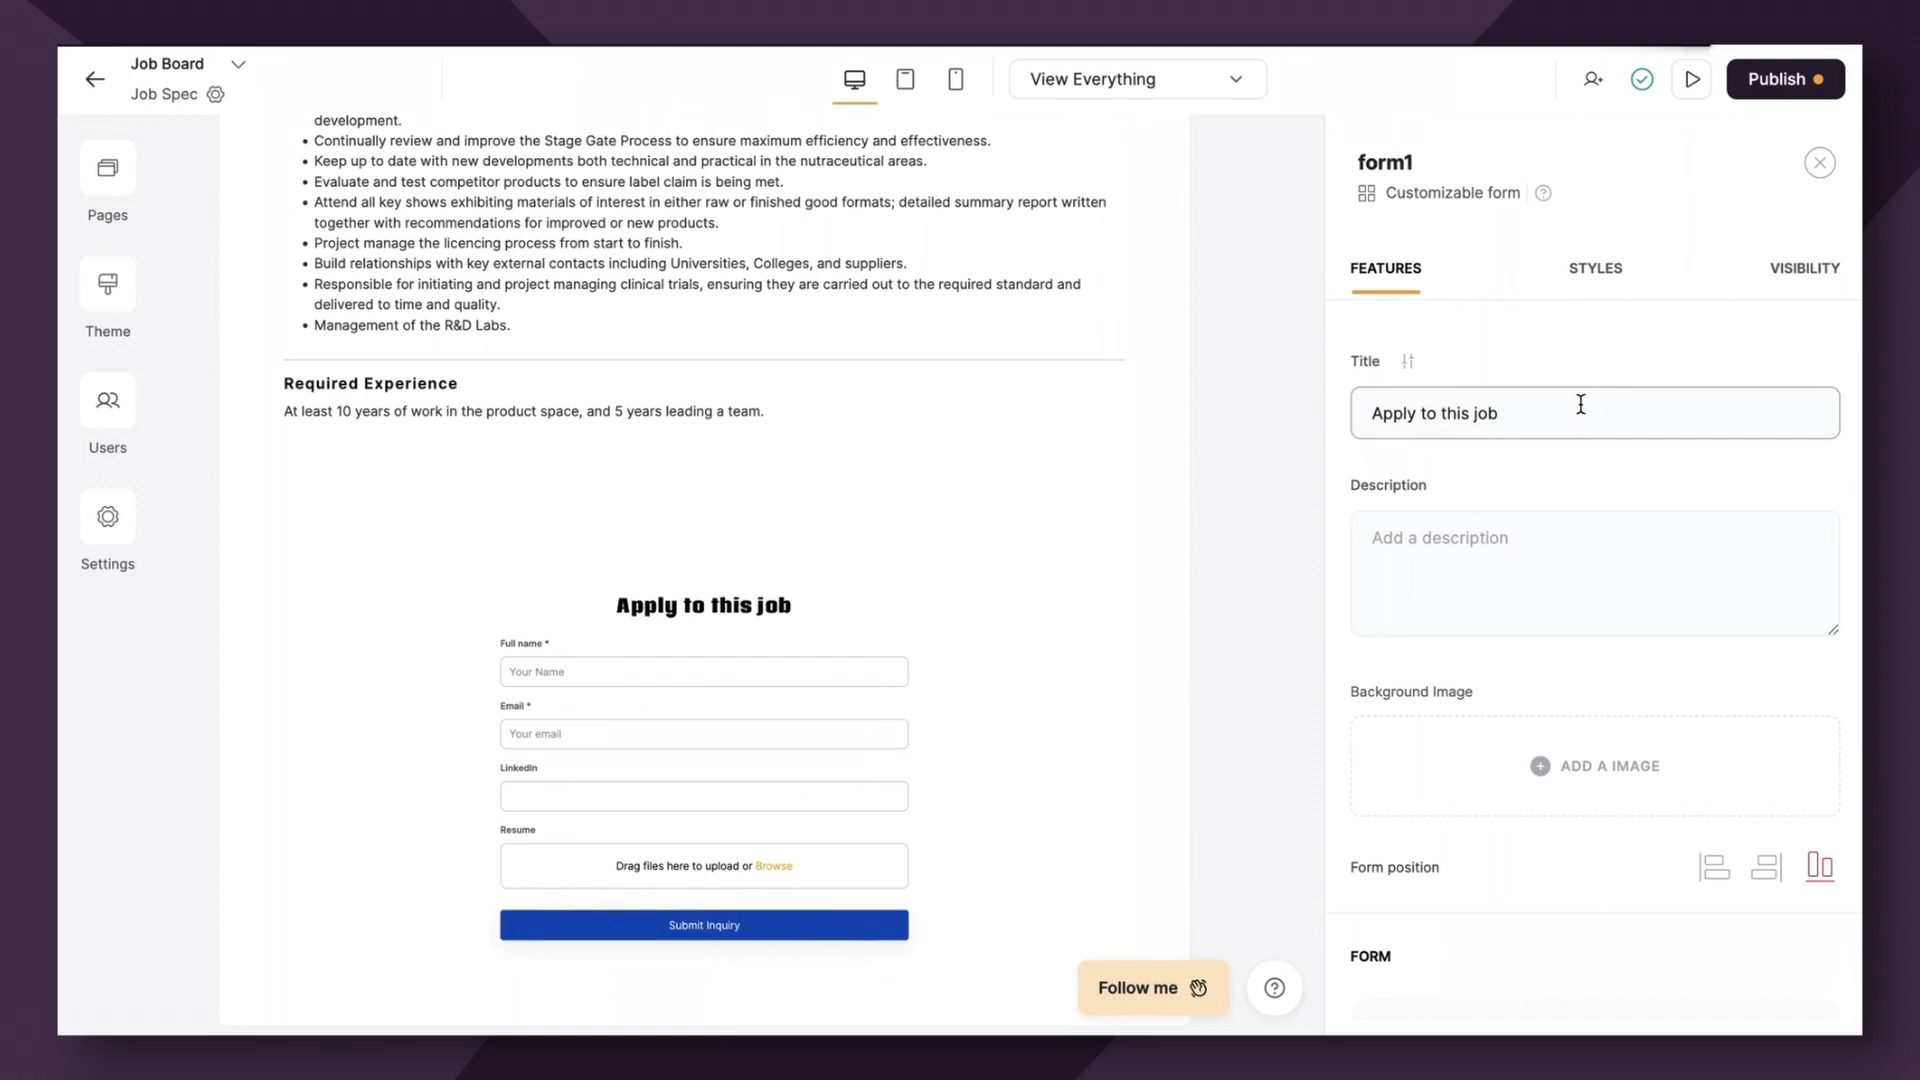 Job Board
Job Spec
View Everything
Publish
Pages
Theme
Users
Settings
development.
• Continually review and improve the Stage Gate Process to ensure maximum efficiency and effectiveness.
• Keep up to date with new developments both technical and practical in the nutraceutical areas.
• Evaluate and test competitor products to ensure label claim is being met.
• Attend all key shows exhibiting materials of interest in either raw or finished good formats; detailed summary report written
together with recommendations for improved or new products.
• Project manage the licencing process from start to finish.
• Build relationships with key external contacts including Universities, Colleges, and suppliers.
• Responsible for initiating and project managing clinical trials, ensuring they are carried out to the required standard and
delivered to time and quality.
• Management of the R&D Labs.
Required Experience
At least 10 years of work in the product space, and 5 years leading a team.
Apply to this job
Full name *
Your Name
Email *
Your email
LinkedIn
Resume
Drag files here to upload or Browse
Submit Inquiry
Follow me
form1
Customizable form
FEATURES
STYLES
VISIBILITY
Title
Apply to this job
Description
Add a description
Background Image
ADD A IMAGE
Form position
FORM